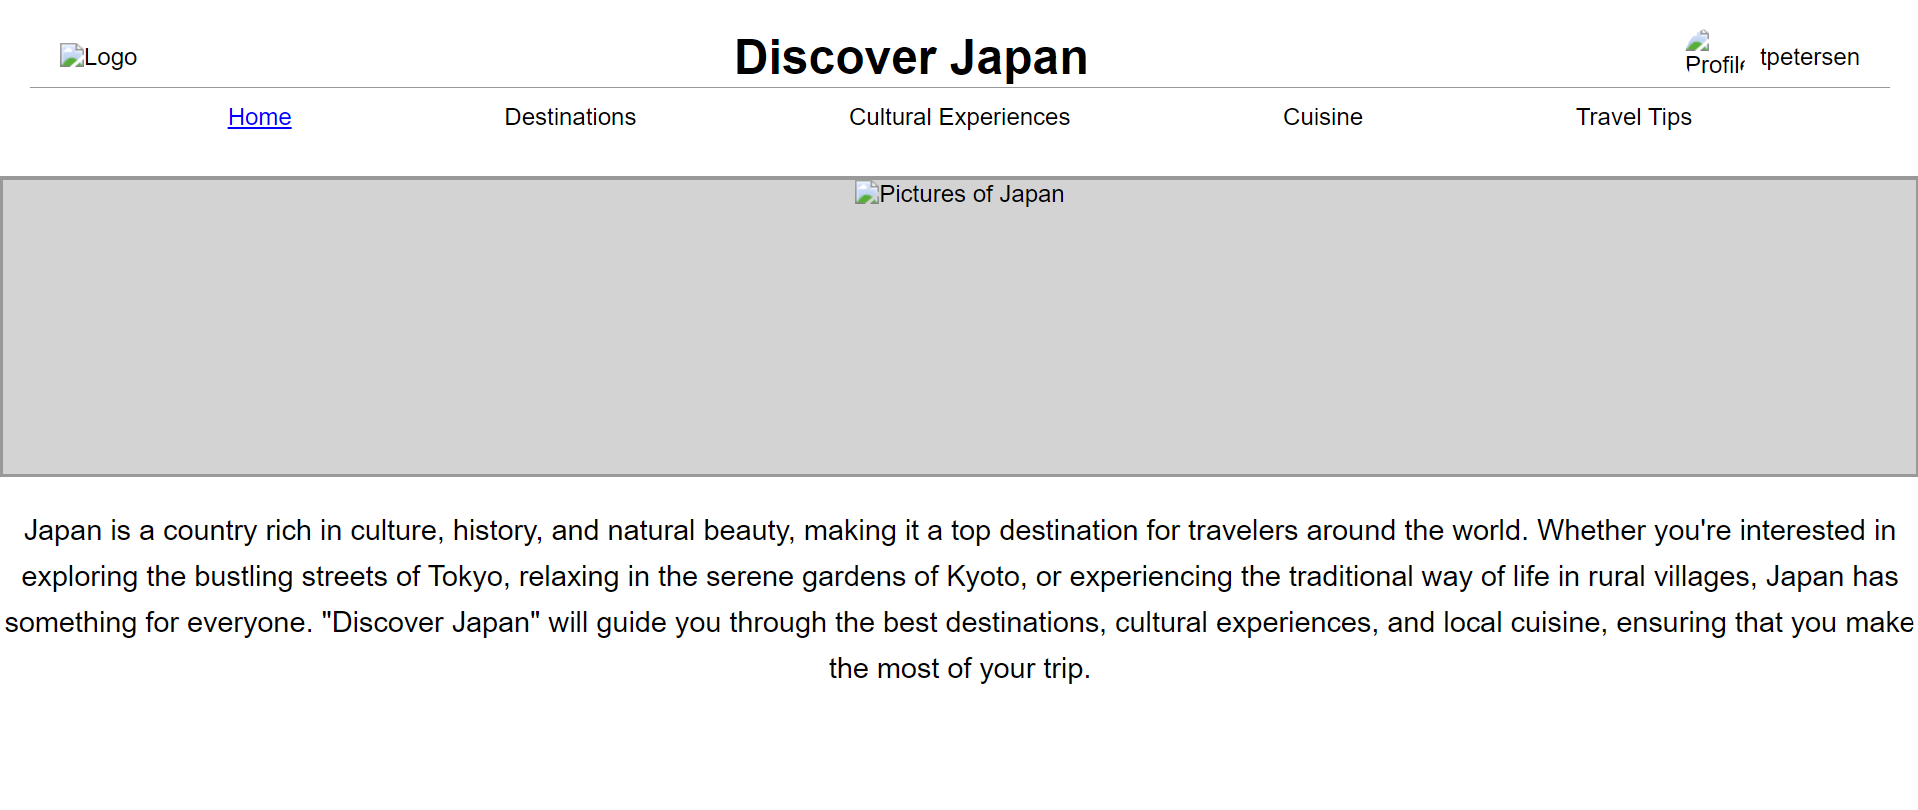 Logo
Discover Japan
Profile
tpetersen
Home
Destinations
Cultural Experiences
Cuisine
Travel Tips
Pictures of Japan
Japan is a country rich in culture, history, and natural beauty, making it a top destination for travelers around the world. Whether you're interested in
exploring the bustling streets of Tokyo, relaxing in the serene gardens of Kyoto, or experiencing the traditional way of life in rural villages, Japan has
something for everyone. "Discover Japan" will guide you through the best destinations, cultural experiences, and local cuisine, ensuring that you make
the most of your trip.